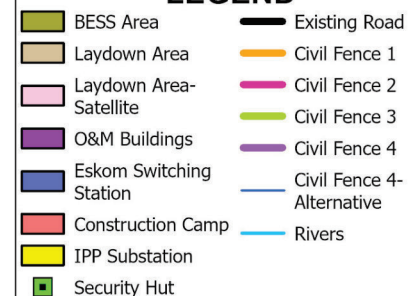 LEGEND
BESS Area
Laydown Area
Laydown Area-
Satellite
O&M Buildings
Eskom Switching
Station
Construction Camp
IPP Substation
Security Hut
Existing Road
Civil Fence 1
Civil Fence 2
Civil Fence 3
Civil Fence 4
Civil Fence 4-
Alternative
Rivers